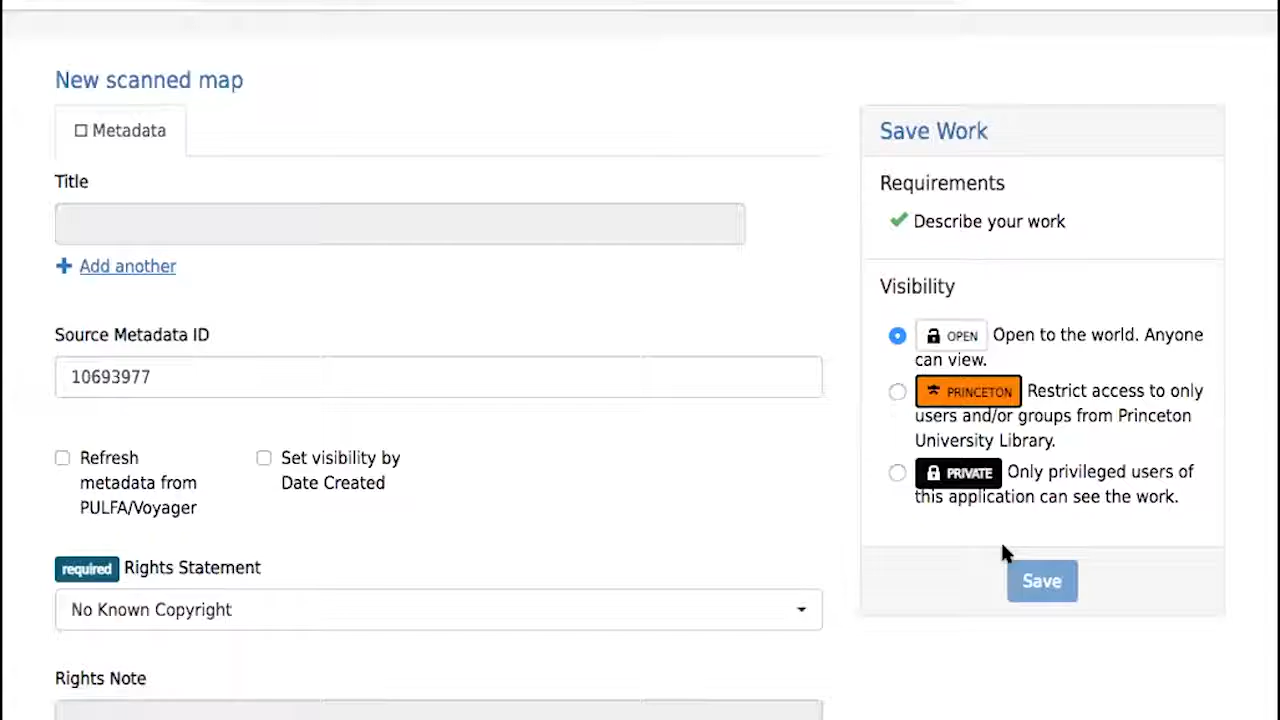 New scanned map
Metadata
Title
Add another
Source Metadata ID
10693977
Refresh
metadata from
PULFA/Voyager
Set visibility by
Date Created
required Rights Statement
No Known Copyright
Rights Note
Save Work
Requirements
Describe your work
Visibility
OPEN Open to the world. Anyone
can view.
PRINCETON Restrict access to only
users and/or groups from Princeton
University Library.
PRIVATE Only privileged users of
this application can see the work.
Save